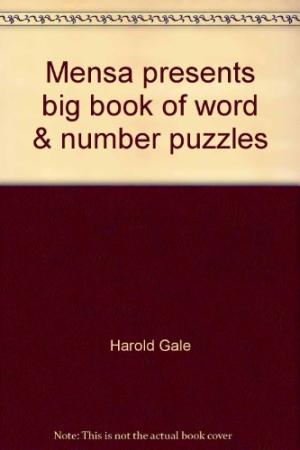 Mensa presents
big book of word
& number puzzles
Harold Gale
Note: This is not the actual book cover